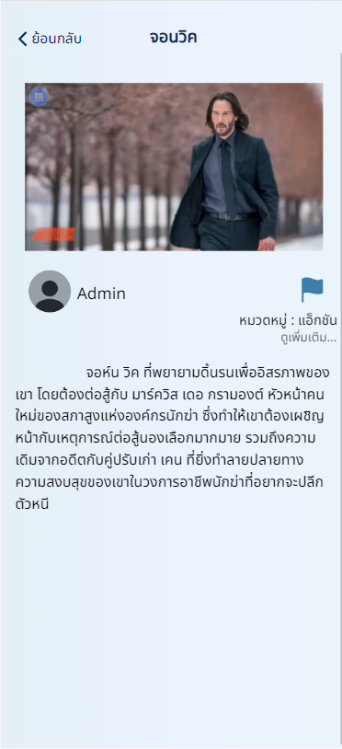 ย้อนกลับ
จอนวิค
m
Admin
หมวดหมู่ : แอ็กชัน
ดูเพิ่มเติม...
จอห์น วิค ที่พยายามดิ้นรนเพื่ออิสรภาพของ
เขา โดยต้องต่อสู้กับ มาร์ควิส เดอ กรามองต์ หัวหน้าคน
ใหม่ของสภาสูงแห่งองค์กรนักฆ่า ซึ่งทำให้เขาต้องเผชิญ
หน้ากับเหตุการณ์ต่อสู้นองเลือกมากมาย รวมถึงความ
เดิมจากอดีตกับคู่ปรับเก่า เคน ที่ยิ่งทำลายปลายทาง
ความสงบสุขของเขาในวงการอาชีพนักฆ่าที่อยากจะปลีก
ตัวหนี